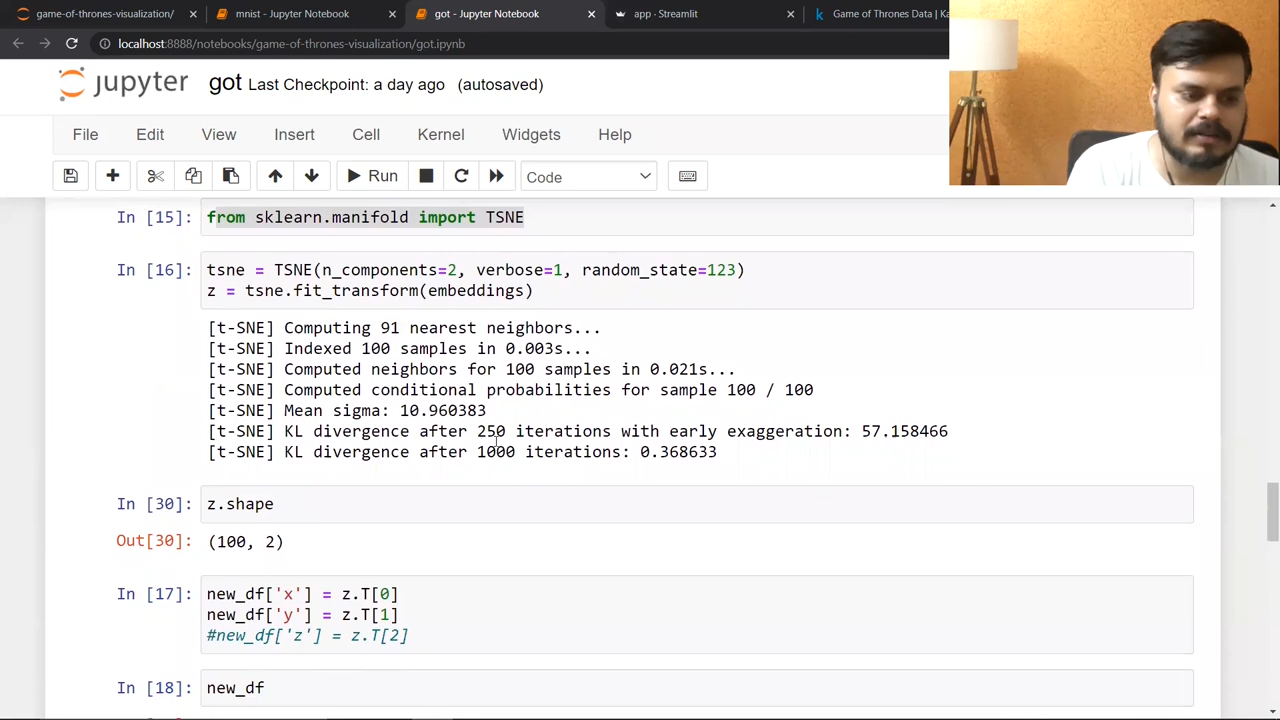 game-of-thrones-visualization/
mnist - Jupyter Notebook
got - Jupyter Notebook
app · Streamlit
Game of Thrones Data | Ka
localhost:8888/notebooks/game-of-thrones-visualization/got.ipynb
jupyter got Last Checkpoint: a day ago (autosaved)
File Edit View Insert Cell Kernel Widgets Help
Run Code
In [15]: from sklearn.manifold import TSNE
In [16]: tsne = TSNE(n_components=2, verbose=1, random_state=123)
z = tsne.fit_transform(embeddings)
[t-SNE] Computing 91 nearest neighbors...
[t-SNE] Indexed 100 samples in 0.003s...
[t-SNE] Computed neighbors for 100 samples in 0.021s...
[t-SNE] Computed conditional probabilities for sample 100 / 100
[t-SNE] Mean sigma: 10.960383
[t-SNE] KL divergence after 250 iterations with early exaggeration: 57.158466
[t-SNE] KL divergence after 1000 iterations: 0.368633
In [30]: z.shape
Out[30]: (100, 2)
In [17]: new_df['x'] = z.T[0]
new_df['y'] = z.T[1]
#new_df['z'] = z.T[2]
In [18]: new_df